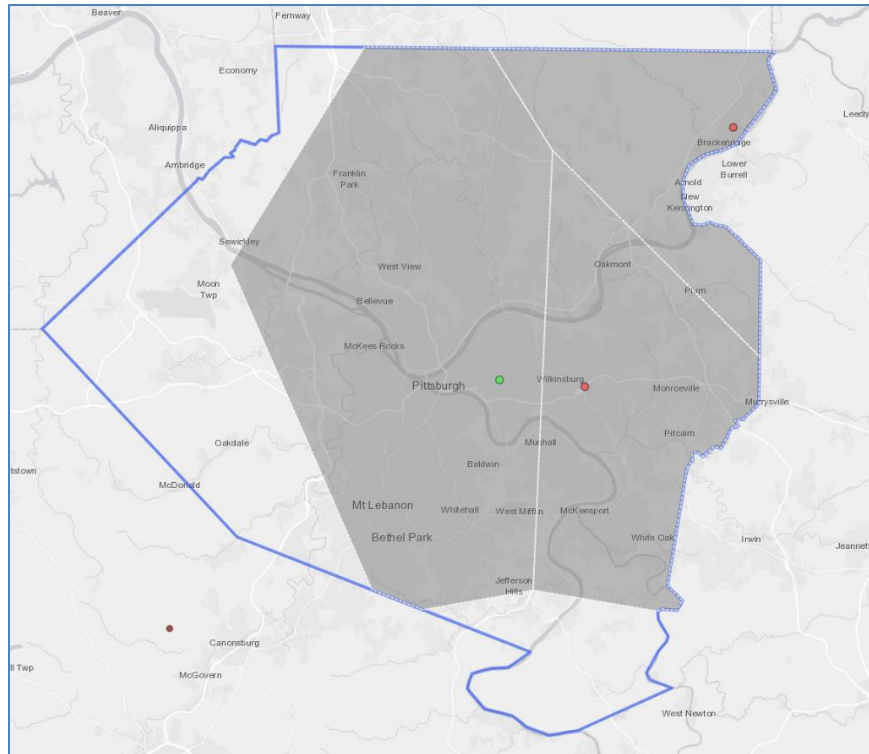 Beaver
Fernway
Economy
Leech
Aliquippa
Brackenridge
Ambridge
Lower
Burrell
Franklin
Park
Arnold
New
Kensington
Sewickley
West View
Oakmont
Moon
Twp
Plum
Bellevue
McKees Rocks
Pittsburgh
Wilkinsburg
Monroeville
Murrysville
Oakdale
Munhall
Pitcairn
Baldwin
tstown
McDonald
Mt Lebanon
Whitehall
West Mifflin
McKeesport
Bethel Park
White Oak
Irwin
Jeannett
Jefferson
Hills
Canonsburg
ll Twp
McGovern
West Newton